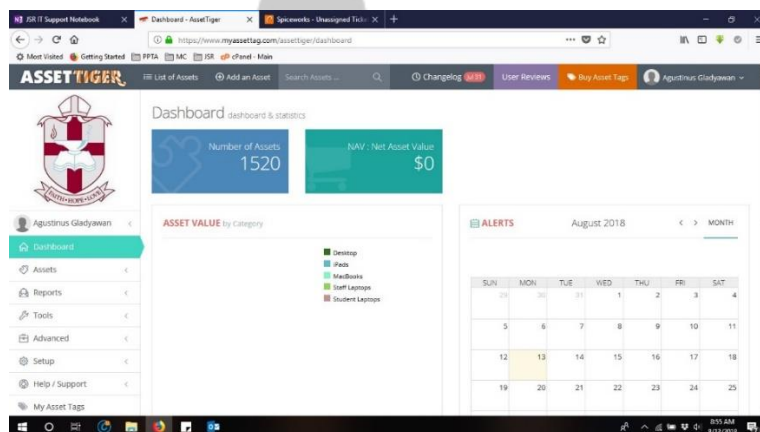 JSR IT Support Notebook
Dashboard - AssetTiger
Spiceworks - Unassigned Ticke
https://www.myassettag.com/assettiger/dashboard
Most Visited Getting Started PPTA MC JSR cPanel - Main
ASSETTIGER
List of Assets
Add an Asset
Search Assets ...
Changelog
User Reviews
Buy Asset Tags
Agustinus Gladyawan
FAITH•HOPE•LOVE
Agustinus Gladyawan
Dashboard
Assets
Reports
Tools
Advanced
Setup
Help / Support
My Asset Tags
Dashboard dashboard & statistics
Number of Assets
1520
NAV : Net Asset Value
$0
ASSET VALUE by Category
Desktop
iPads
MacBooks
Staff Laptops
Student Laptops
ALERTS
August 2018
< > MONTH
SUN MON TUE WED THU FRI SAT
29 30 31 1 2 3 4
5 6 7 8 9 10 11
12 13 14 15 16 17 18
19 20 21 22 23 24 25
8:55 AM
8/13/2018